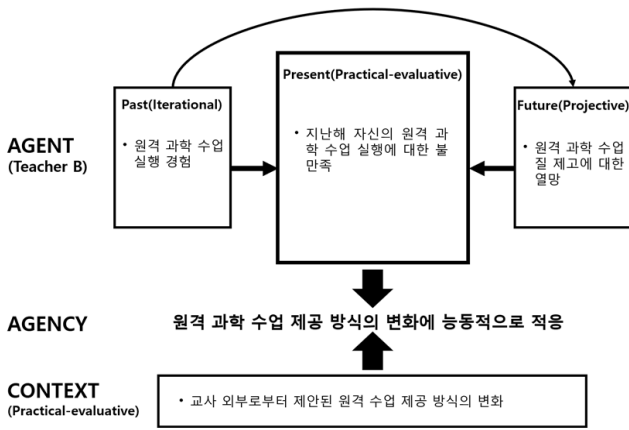 Present(Practical-evaluative)
Past(Iterational)
Future(Projective)
AGENT
(Teacher B)
• 원격 과학 수업
실행 경험
• 지난해 자신의 원격 과
학 수업 실행에 대한 불
만족
• 원격 과학 수업
질 제고에 대한
열망
AGENCY
원격 과학 수업 제공 방식의 변화에 능동적으로 적응
CONTEXT
(Practical-evaluative)
• 교사 외부로부터 제안된 원격 수업 제공 방식의 변화